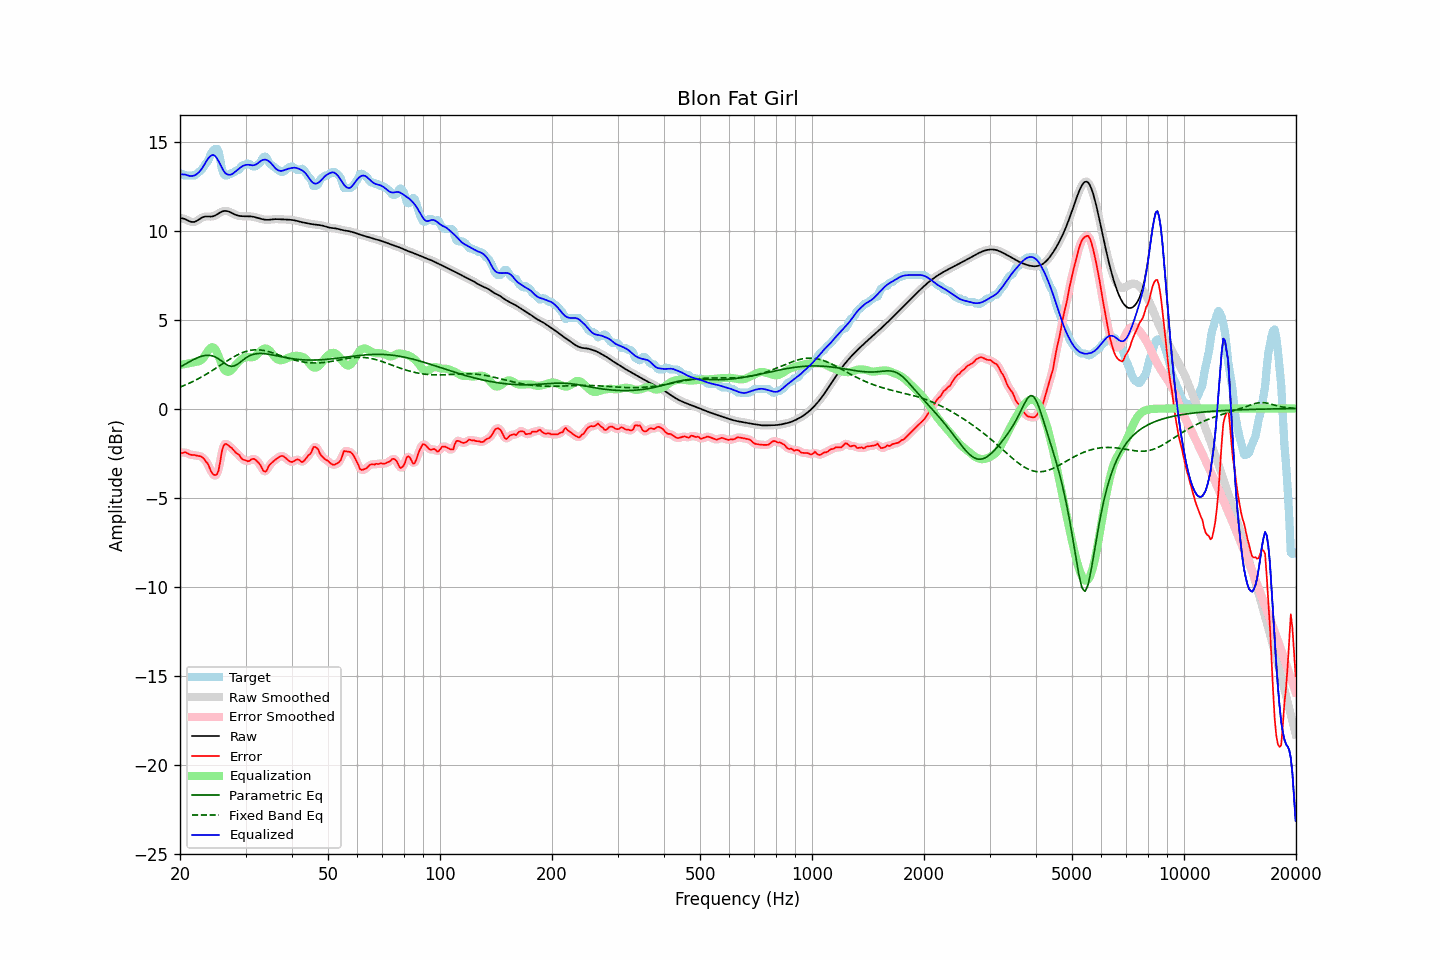 Blon Fat Girl
15
10
5
0
−5
−10
−15
−20
−25
Amplitude (dBr)
Target
Raw Smoothed
Error Smoothed
Raw
Error
Equalization
Parametric Eq
Fixed Band Eq
Equalized
20 50 100 200 500 1000 2000 5000 10000 20000
Frequency (Hz)